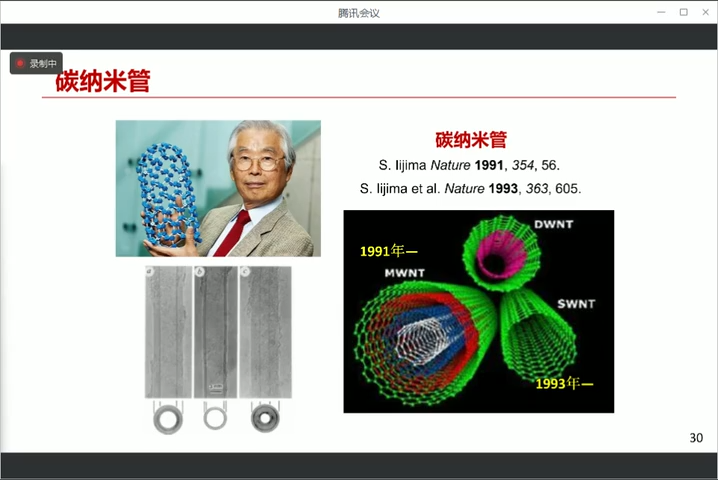 腾讯会议
录制中
碳纳米管
碳纳米管
S. Iijima Nature 1991, 354, 56.
S. Iijima et al. Nature 1993, 363, 605.
a
b
c
DWNT
1991年—
MWNT
SWNT
1993年—
30